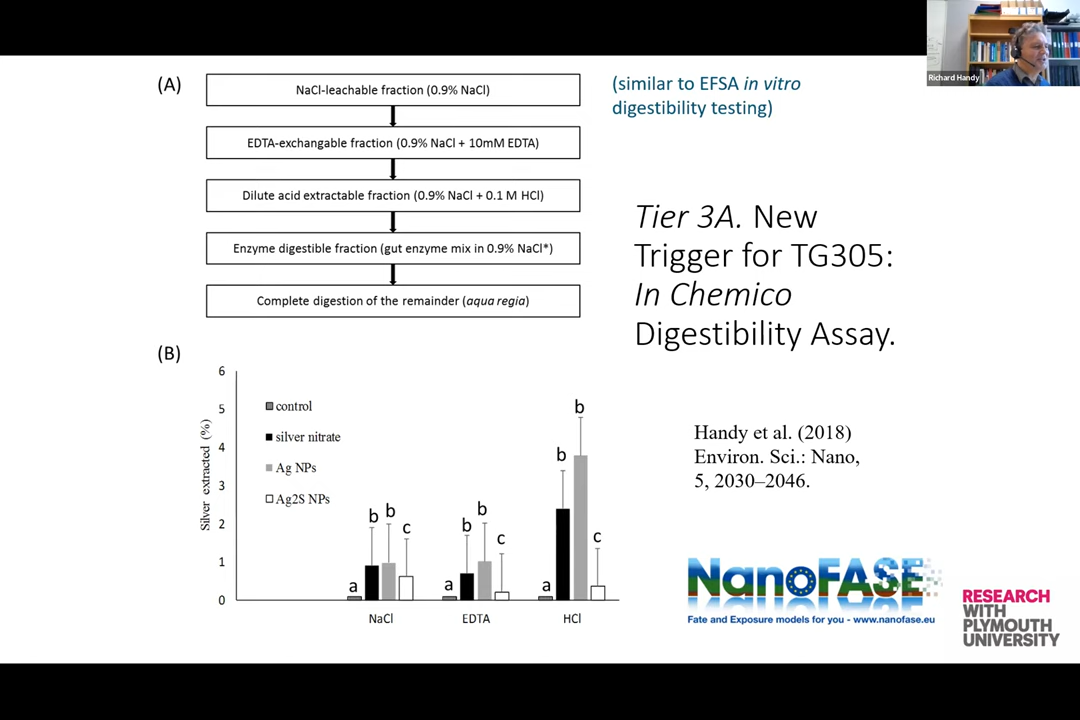 Richard Handy
(A)
NaCl-leachable fraction (0.9% NaCl)
EDTA-exchangable fraction (0.9% NaCl + 10mM EDTA)
Dilute acid extractable fraction (0.9% NaCl + 0.1 M HCl)
Enzyme digestible fraction (gut enzyme mix in 0.9% NaCl*)
Complete digestion of the remainder (aqua regia)
(similar to EFSA in vitro
digestibility testing)
Tier 3A. New
Trigger for TG305:
In Chemico
Digestibility Assay.
(B)
Silver extracted (%)
6
5
4
3
2
1
0
control
silver nitrate
Ag NPs
Ag2S NPs
a b b c
a b b c
a b b c
NaCl EDTA HCl
Handy et al. (2018)
Environ. Sci.: Nano,
5, 2030–2046.
NanoFASE
Fate and Exposure models for you - www.nanofase.eu
RESEARCH
WITH
PLYMOUTH
UNIVERSITY